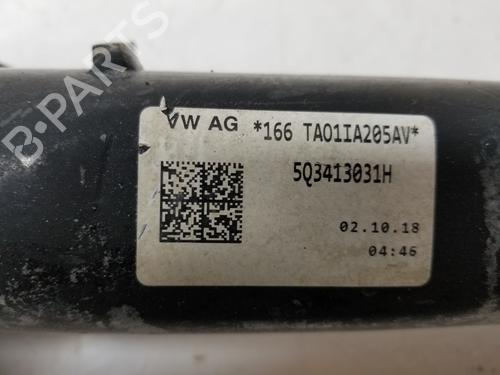 B-PARTS
VW AG *166 TA01IA205AV*
5Q3413031H
02.10.18
04:46